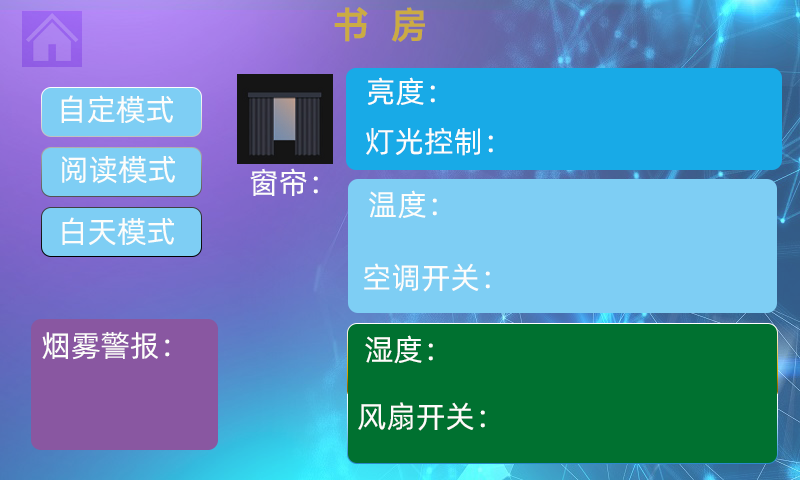 书 房
自定模式
阅读模式
白天模式
窗帘：
亮度：
灯光控制：
温度：
空调开关：
烟雾警报：
湿度：
风扇开关：